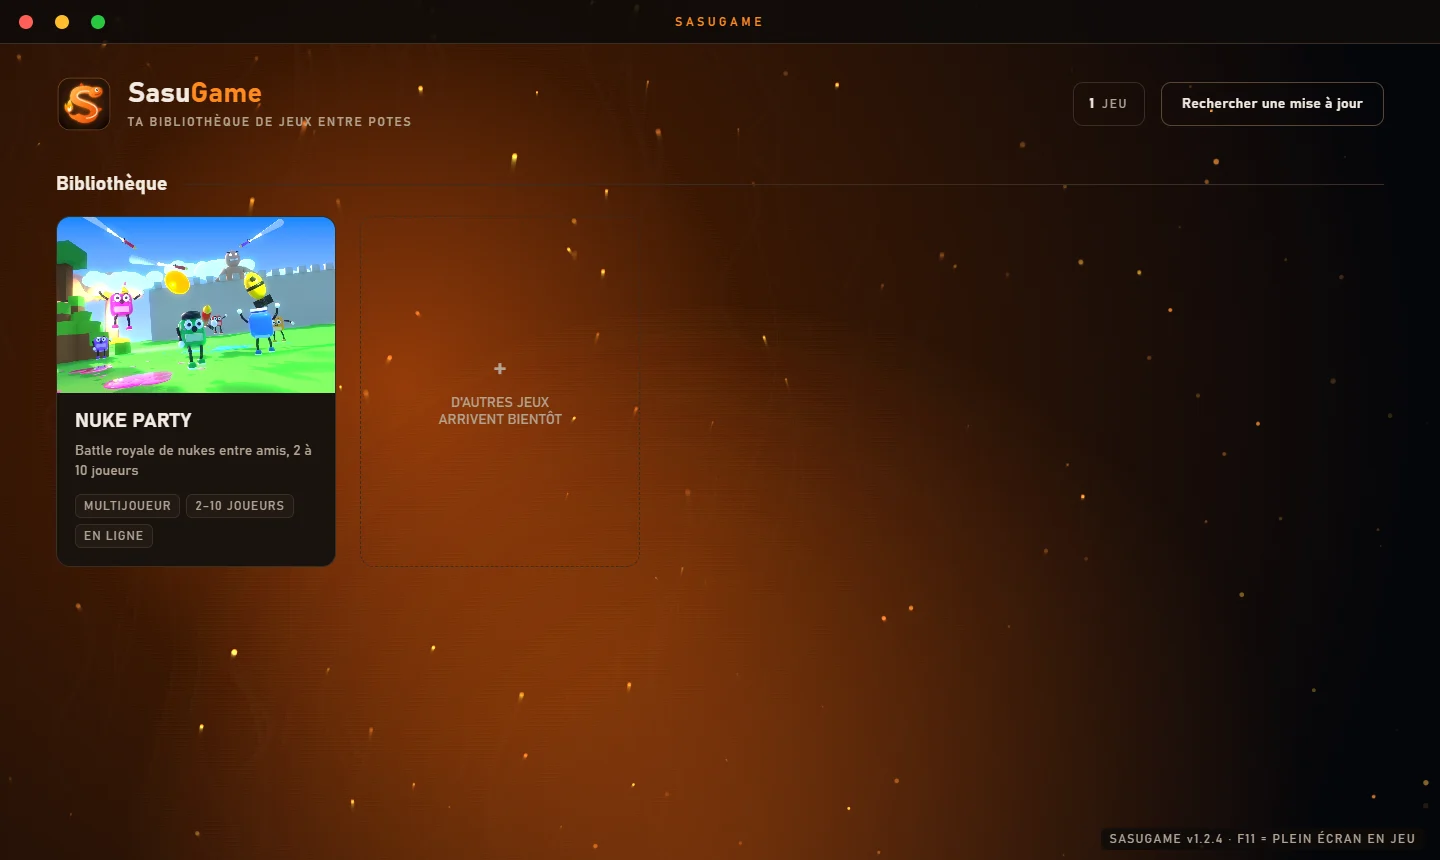 SASUGAME
SasuGame
TA BIBLIOTHÈQUE DE JEUX ENTRE POTES
1 JEU
Rechercher une mise à jour
Bibliothèque
NUKE PARTY
Battle royale de nukes entre amis, 2 à
10 joueurs
MULTIJOUEUR
2–10 JOUEURS
EN LIGNE
+
D'AUTRES JEUX
ARRIVENT BIENTÔT
SASUGAME v1.2.4 · F11 = PLEIN ÉCRAN EN JEU